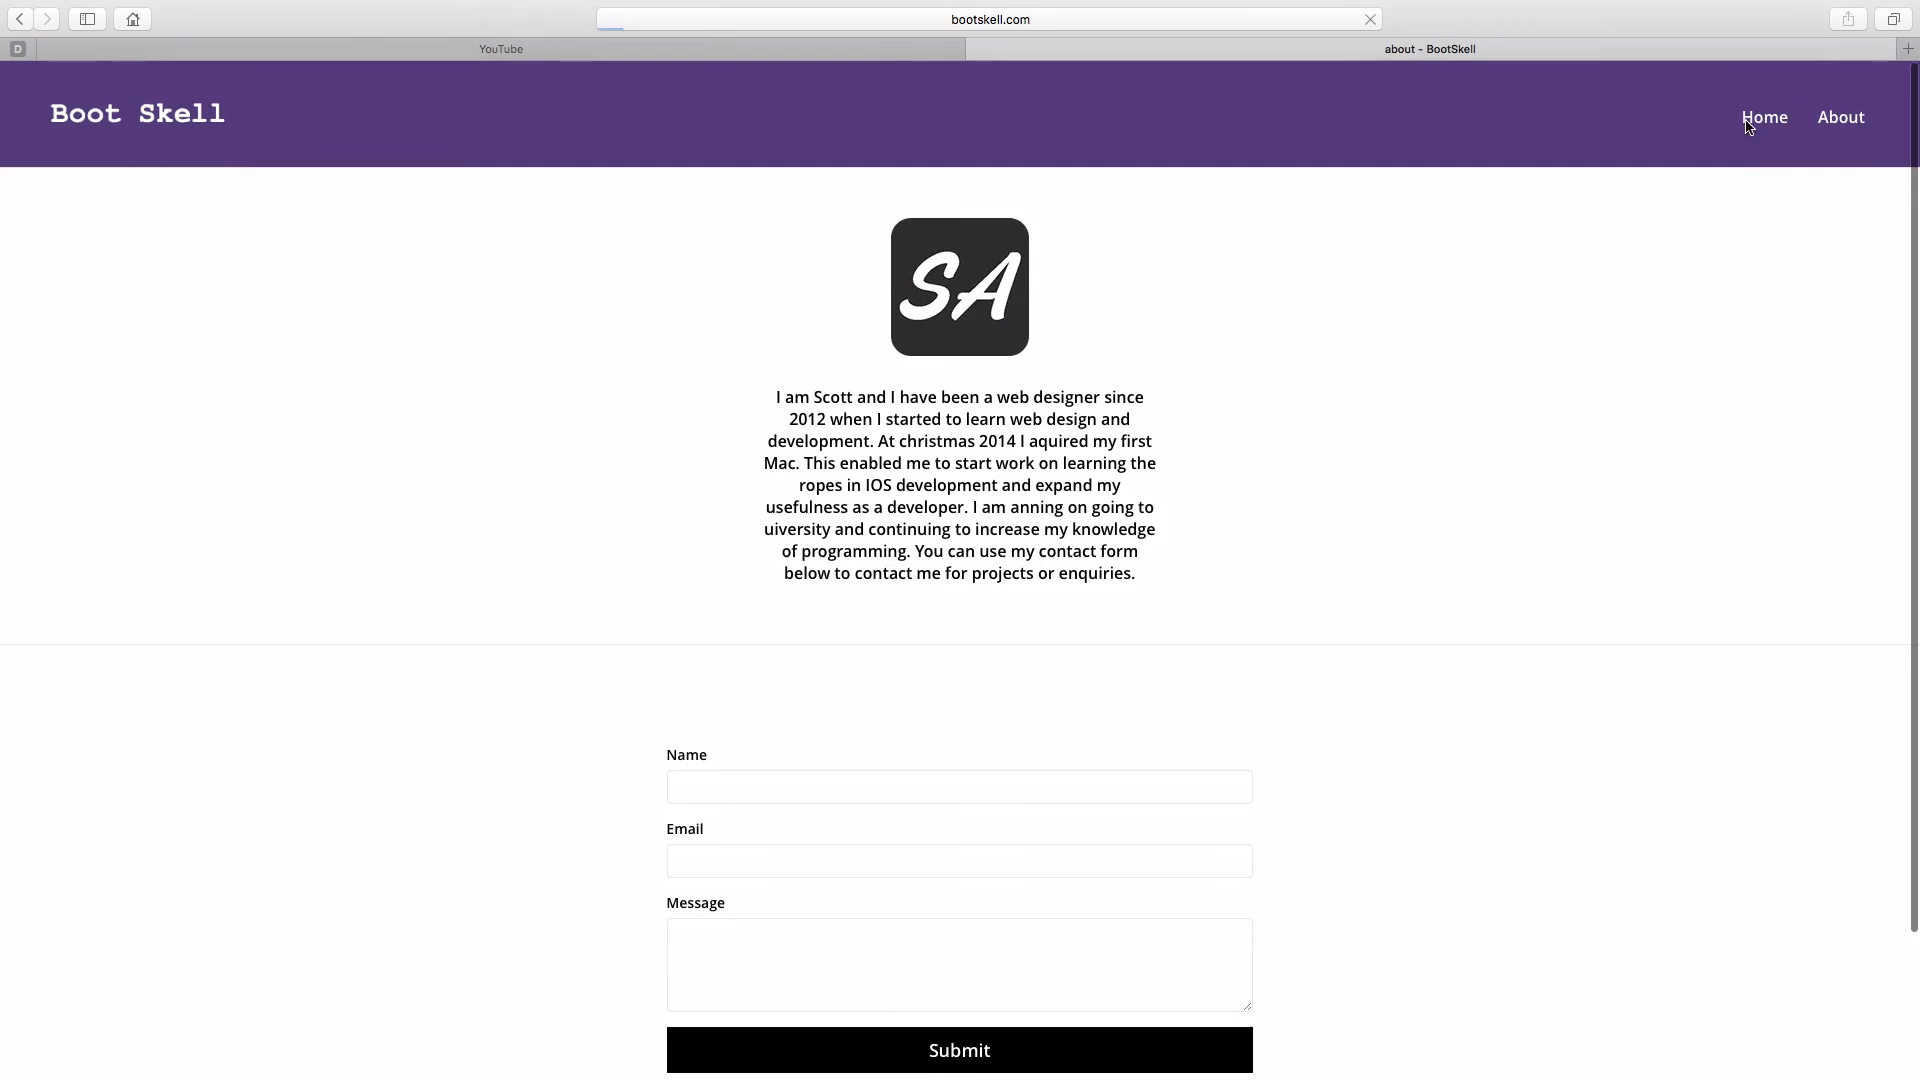 bootskell.com
D
YouTube
about - BootSkell
Boot Skell
Home
About
SA
I am Scott and I have been a web designer since
2012 when I started to learn web design and
development. At christmas 2014 I aquired my first
Mac. This enabled me to start work on learning the
ropes in IOS development and expand my
usefulness as a developer. I am anning on going to
uiversity and continuing to increase my knowledge
of programming. You can use my contact form
below to contact me for projects or enquiries.
Name
Email
Message
Submit